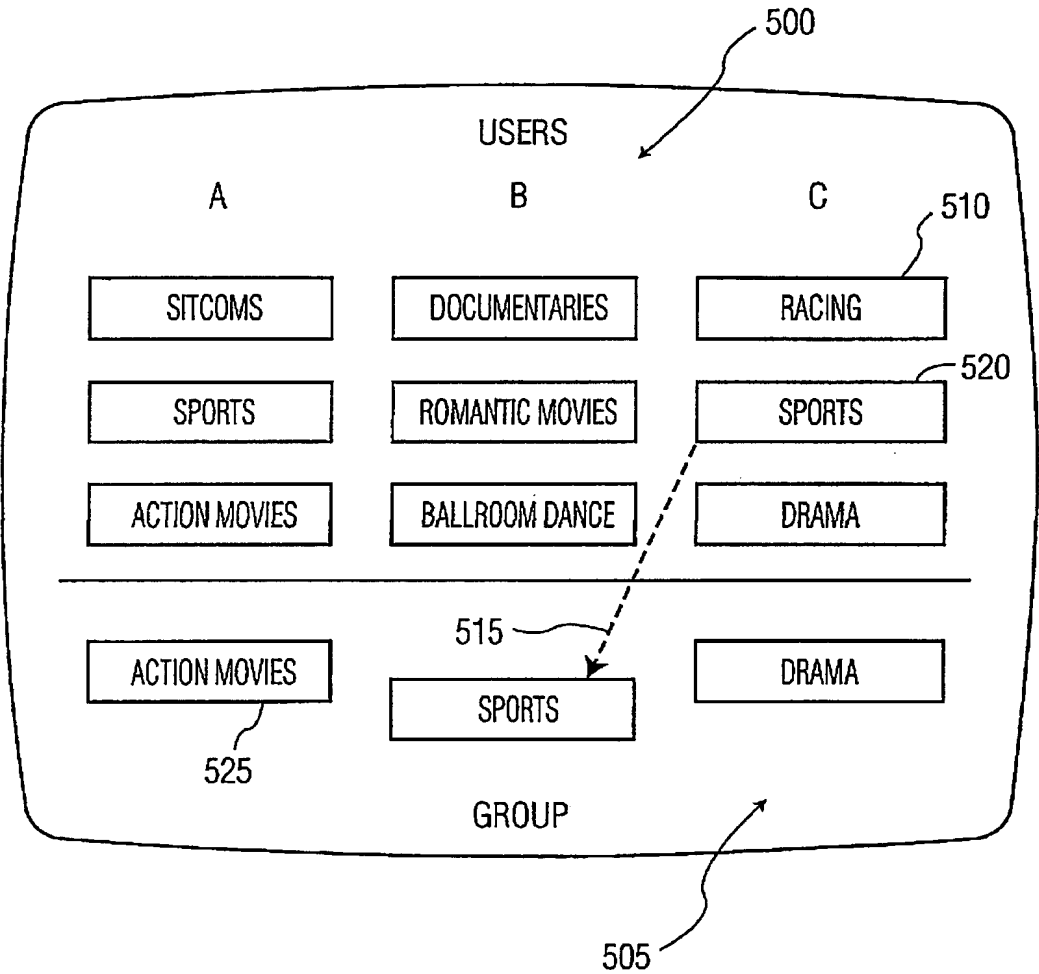 500
USERS
A B C
510
SITCOMS DOCUMENTARIES RACING
520
SPORTS ROMANTIC MOVIES SPORTS
ACTION MOVIES BALLROOM DANCE DRAMA
515
ACTION MOVIES SPORTS DRAMA
525
GROUP
505